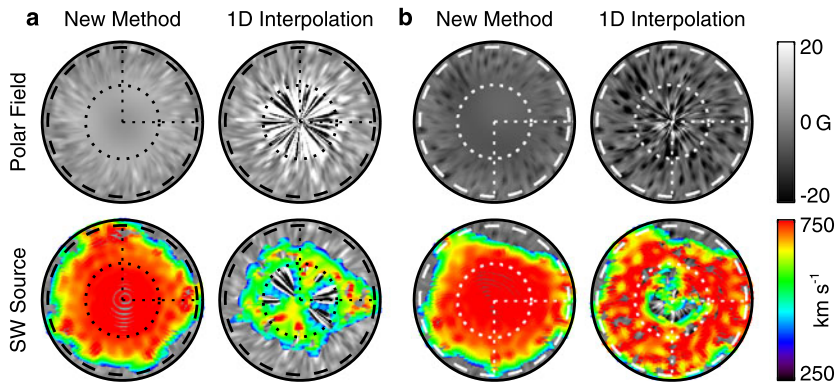 a New Method 1D Interpolation b New Method 1D Interpolation
Polar Field
20
0 G
-20
SW Source
750
km s⁻¹
250